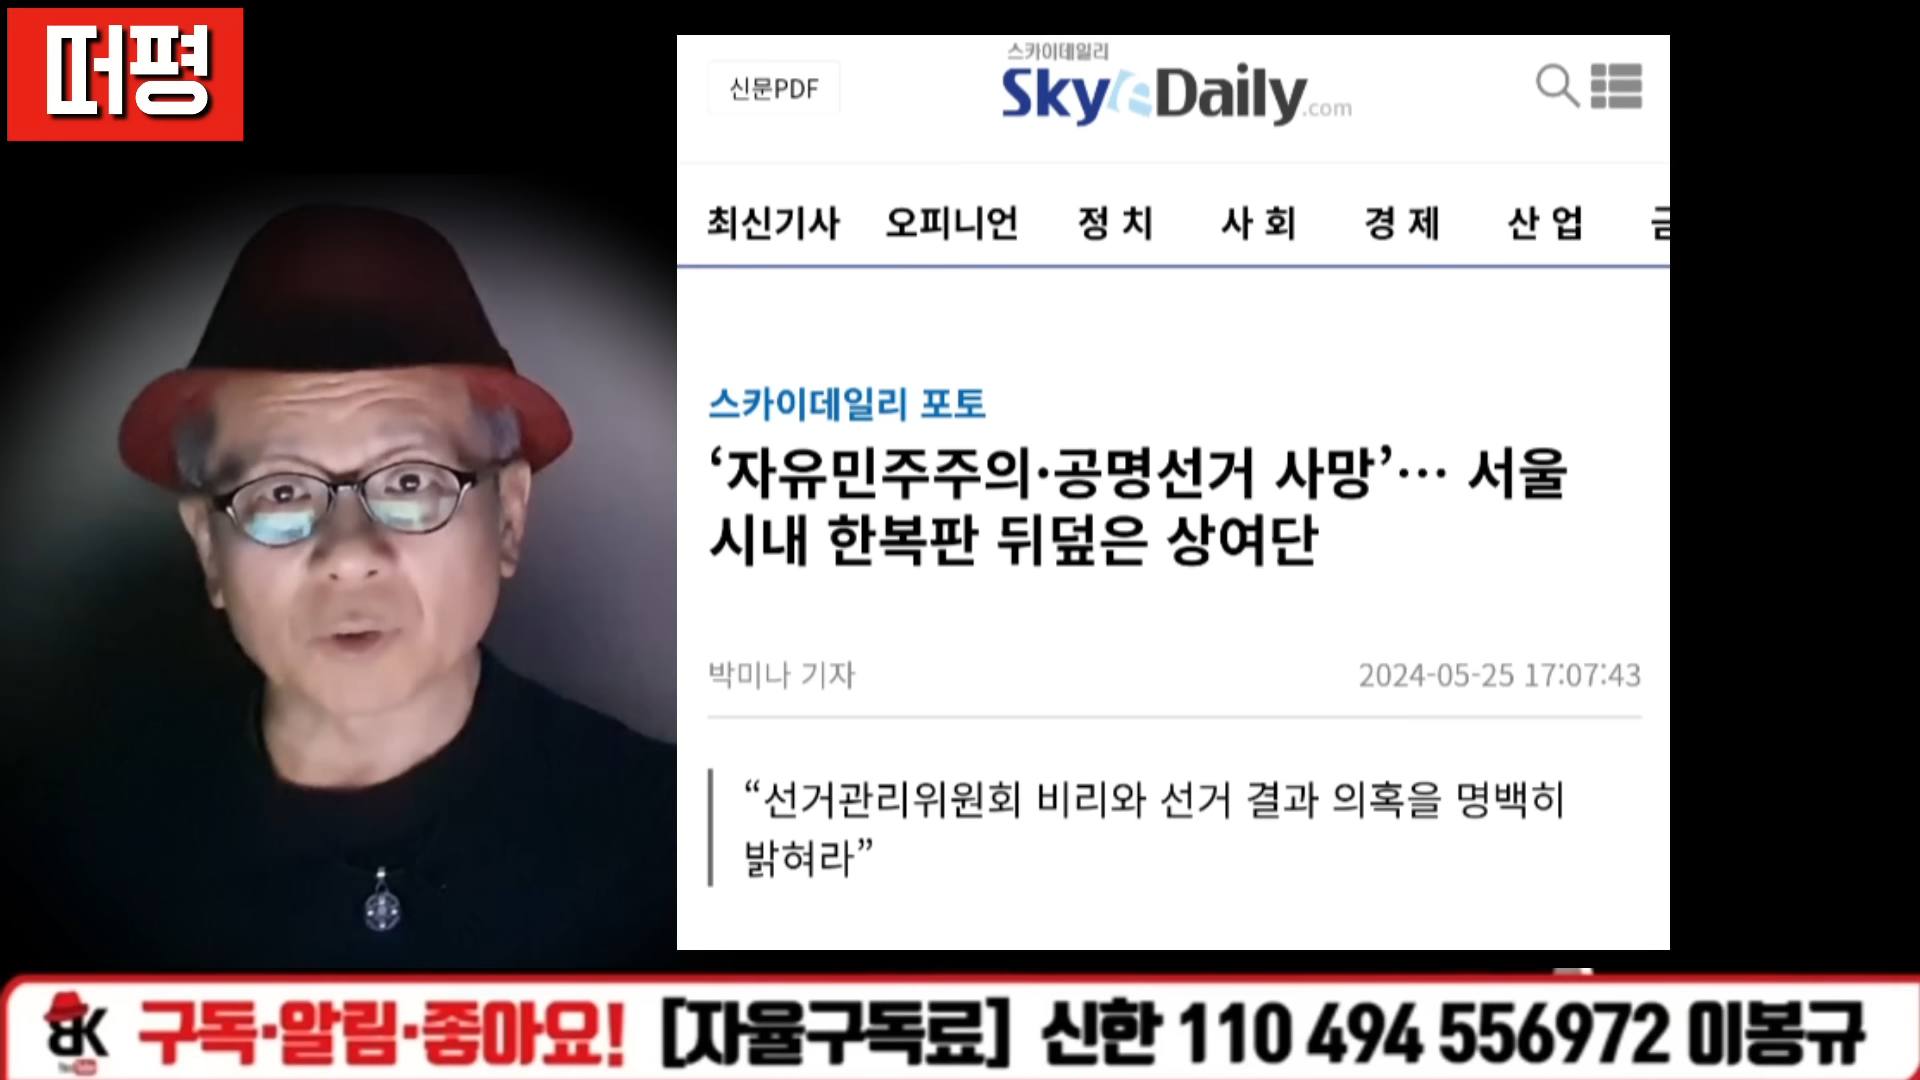 떠평
신문PDF
스카이데일리
SkyeDaily.com
최신기사 오피니언 정 치 사 회 경 제 산 업
스카이데일리 포토
‘자유민주주의·공명선거 사망’… 서울
시내 한복판 뒤덮은 상여단
박미나 기자
2024-05-25 17:07:43
“선거관리위원회 비리와 선거 결과 의혹을 명백히
밝혀라”
BK
YouTube
구독·알림·좋아요! [자율구독료] 신한 110 494 556972 이봉규